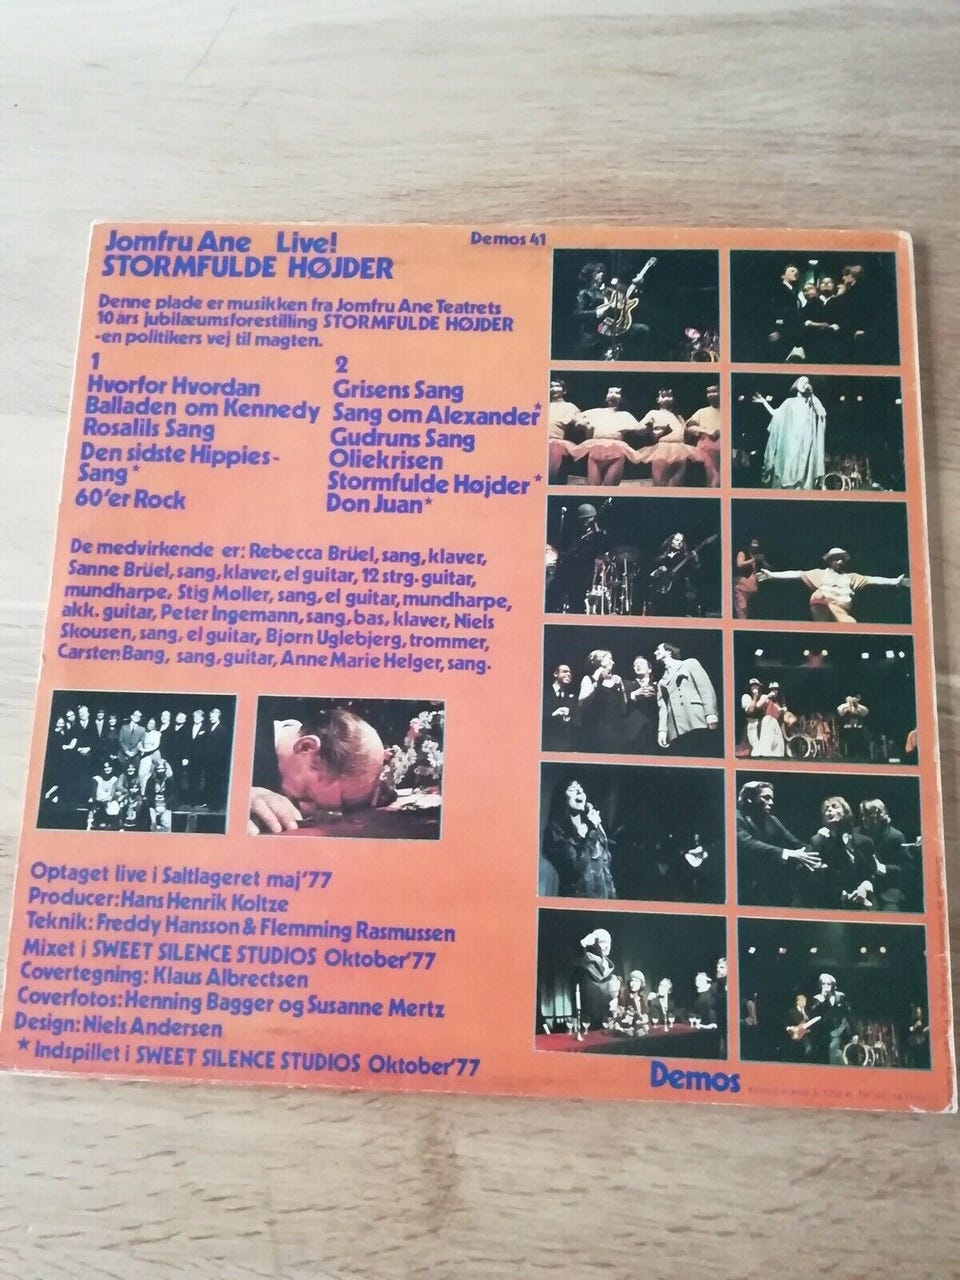 Jomfru Ane Live!
STORMFULDE HØJDER
Demos 41
Denne plade er musikken fra Jomfru Ane Teatrets
10 års jubilæumsforestilling STORMFULDE HØJDER
-en politikers vej til magten.
1
Hvorfor Hvordan
Balladen om Kennedy
Rosalils Sang
Den sidste Hippies-
Sang*
60'er Rock
2
Grisens Sang
Sang om Alexander*
Gudruns Sang
Oliekrisen
Stormfulde Højder*
Don Juan*
De medvirkende er: Rebecca Brüel, sang, klaver,
Sanne Brüel, sang, klaver, el guitar, 12 strg. guitar,
mundharpe, Stig Møller, sang, el guitar, mundharpe,
akk. guitar, Peter Ingemann, sang, bas, klaver, Niels
Skousen, sang, el guitar, Bjørn Uglebjerg, trommer,
Carsten Bang, sang, guitar, Anne Marie Helger, sang.
Optaget live i Saltlageret maj'77
Producer: Hans Henrik Koltze
Teknik: Freddy Hansson & Flemming Rasmussen
Mixet i SWEET SILENCE STUDIOS Oktober'77
Covertegning: Klaus Albrectsen
Coverfotos: Henning Bagger og Susanne Mertz
Design: Niels Andersen
* Indspillet i SWEET SILENCE STUDIOS Oktober'77
Demos